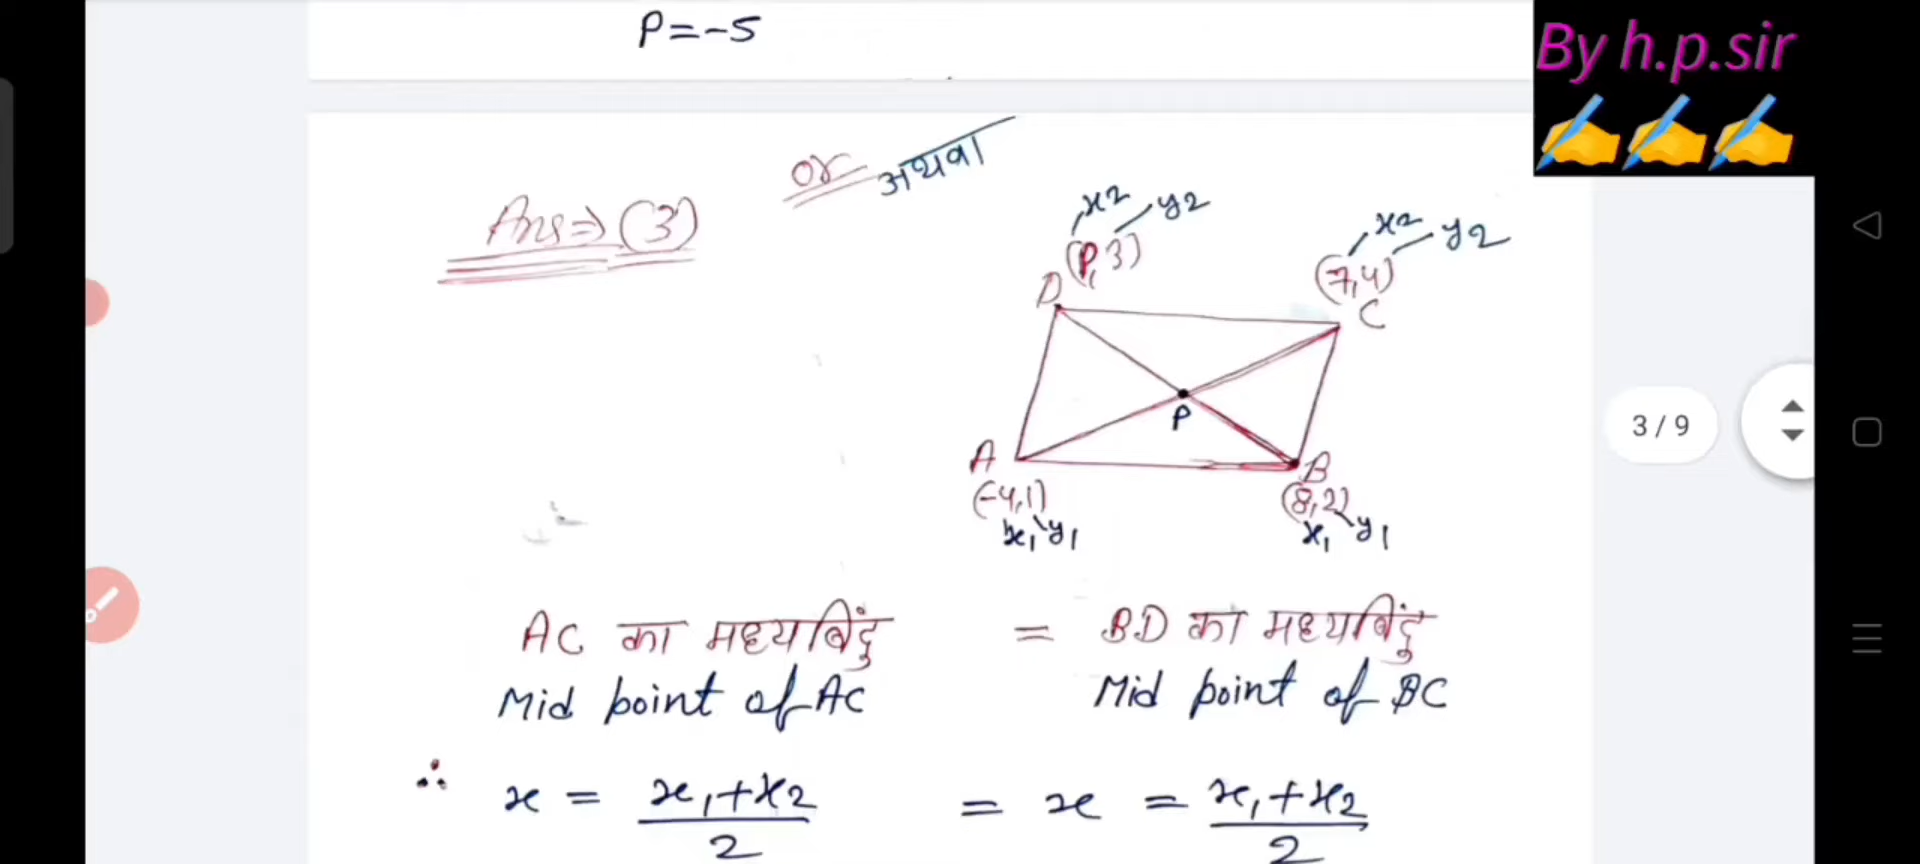 P=-5
By h.p.sir
or अथवा
Ans⇒(3)
x2 y2
(P,3)
D
x2 y2
(7,4)
C
P
A
(-4,1)
x1 y1
B
(8,2)
x1 y1
3/9
AC का मध्यबिंदु = BD का मध्यबिंदु
Mid point of AC Mid point of BC
∴ x = x1+x2/2 = x = x1+x2/2